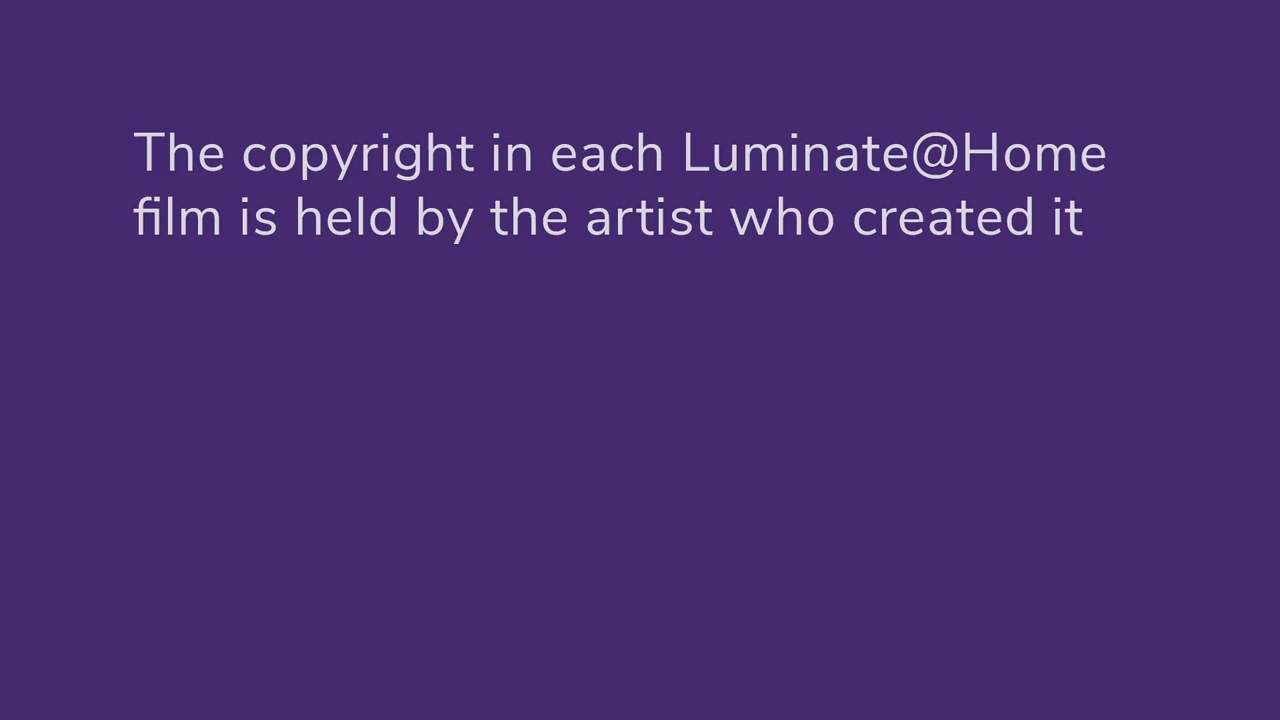 The copyright in each Luminate@Home
film is held by the artist who created it